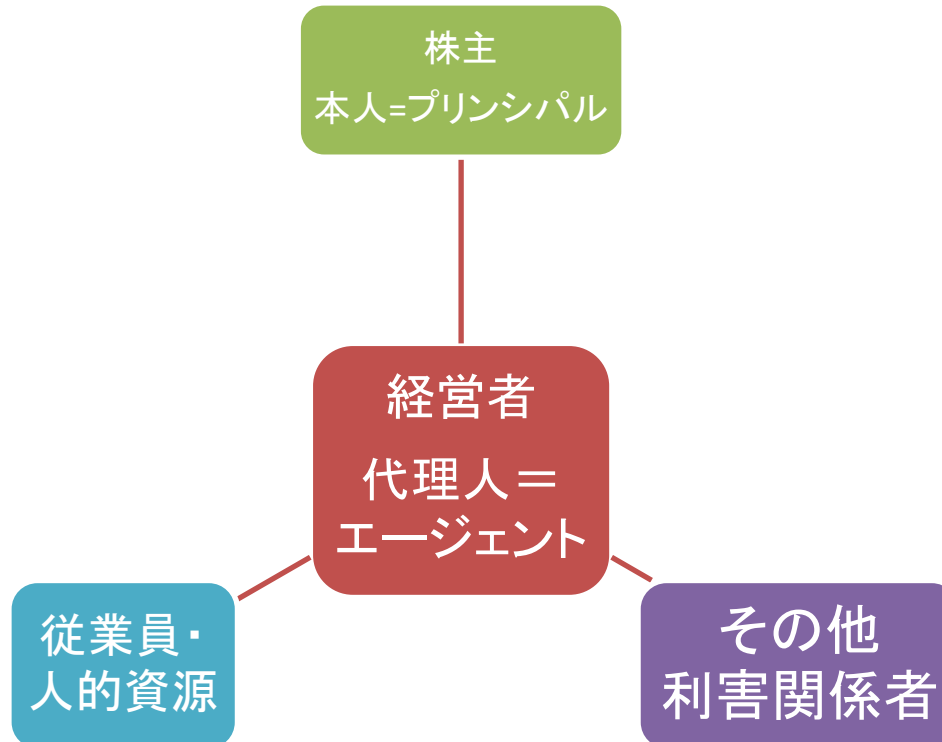 株主
本人=プリンシパル
経営者
代理人＝
エージェント
従業員・
人的資源
その他
利害関係者